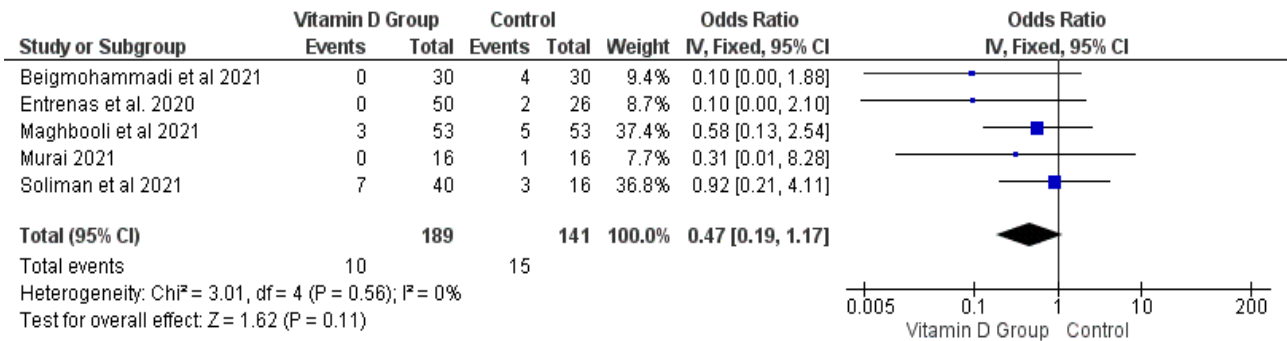 Vitamin D Group Control Odds Ratio Odds Ratio
Study or Subgroup Events Total Events Total Weight IV, Fixed, 95% CI IV, Fixed, 95% CI
Beigmohammadi et al 2021 0 30 4 30 9.4% 0.10 [0.00, 1.88]
Entrenas et al. 2020 0 50 2 26 8.7% 0.10 [0.00, 2.10]
Maghbooli et al 2021 3 53 5 53 37.4% 0.58 [0.13, 2.54]
Murai 2021 0 16 1 16 7.7% 0.31 [0.01, 8.28]
Soliman et al 2021 7 40 3 16 36.8% 0.92 [0.21, 4.11]
Total (95% CI) 189 141 100.0% 0.47 [0.19, 1.17]
Total events 10 15
Heterogeneity: Chi² = 3.01, df = 4 (P = 0.56); I² = 0%
Test for overall effect: Z = 1.62 (P = 0.11)
0.005 0.1 1 10 200
Vitamin D Group Control